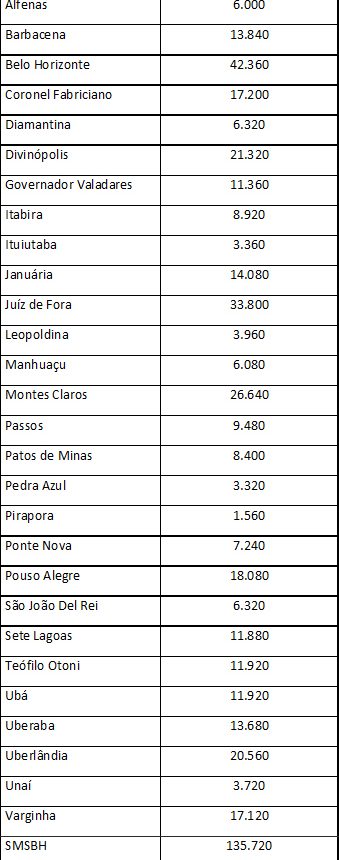 Alfenas 6.000
Barbacena 13.840
Belo Horizonte 42.360
Coronel Fabriciano 17.200
Diamantina 6.320
Divinópolis 21.320
Governador Valadares 11.360
Itabira 8.920
Ituiutaba 3.360
Januária 14.080
Juíz de Fora 33.800
Leopoldina 3.960
Manhuaçu 6.080
Montes Claros 26.640
Passos 9.480
Patos de Minas 8.400
Pedra Azul 3.320
Pirapora 1.560
Ponte Nova 7.240
Pouso Alegre 18.080
São João Del Rei 6.320
Sete Lagoas 11.880
Teófilo Otoni 11.920
Ubá 11.920
Uberaba 13.680
Uberlândia 20.560
Unaí 3.720
Varginha 17.120
SMSBH 135.720